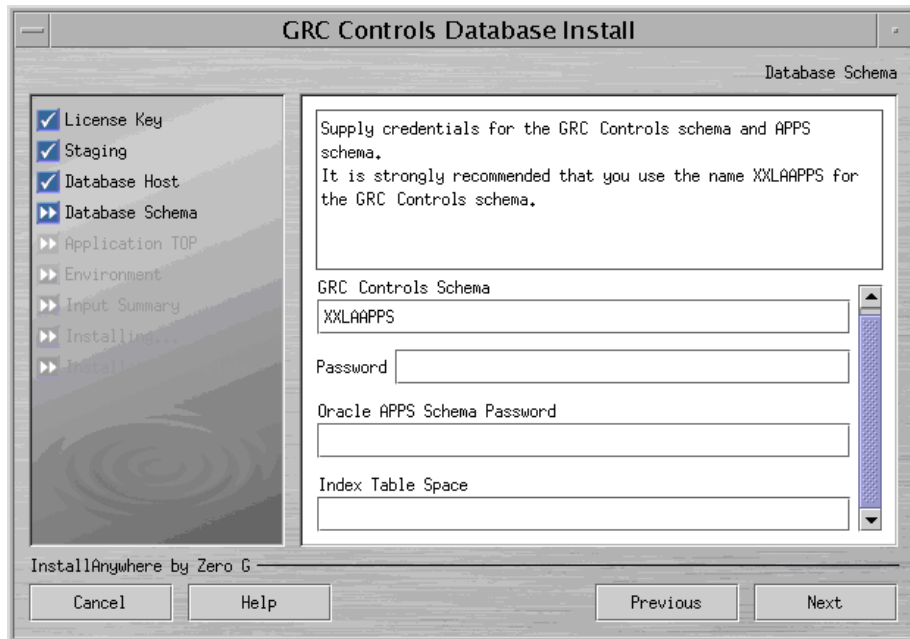 GRC Controls Database Install
Database Schema
License Key
Staging
Database Host
Database Schema
Application TOP
Environment
Input Summary
Installing...
Install
Supply credentials for the GRC Controls schema and APPS
schema.
It is strongly recommended that you use the name XXLAAPPS for
the GRC Controls schema.
GRC Controls Schema
XXLAAPPS
Password
Oracle APPS Schema Password
Index Table Space
InstallAnywhere by Zero G
Cancel
Help
Previous
Next